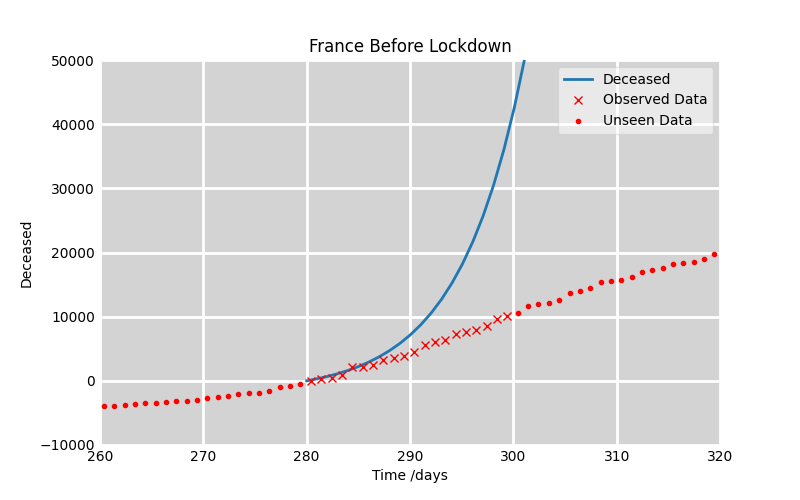 France Before Lockdown
50000
40000
30000
20000
10000
0
−10000
Deceased
Deceased
Observed Data
Unseen Data
260 270 280 290 300 310 320
Time /days